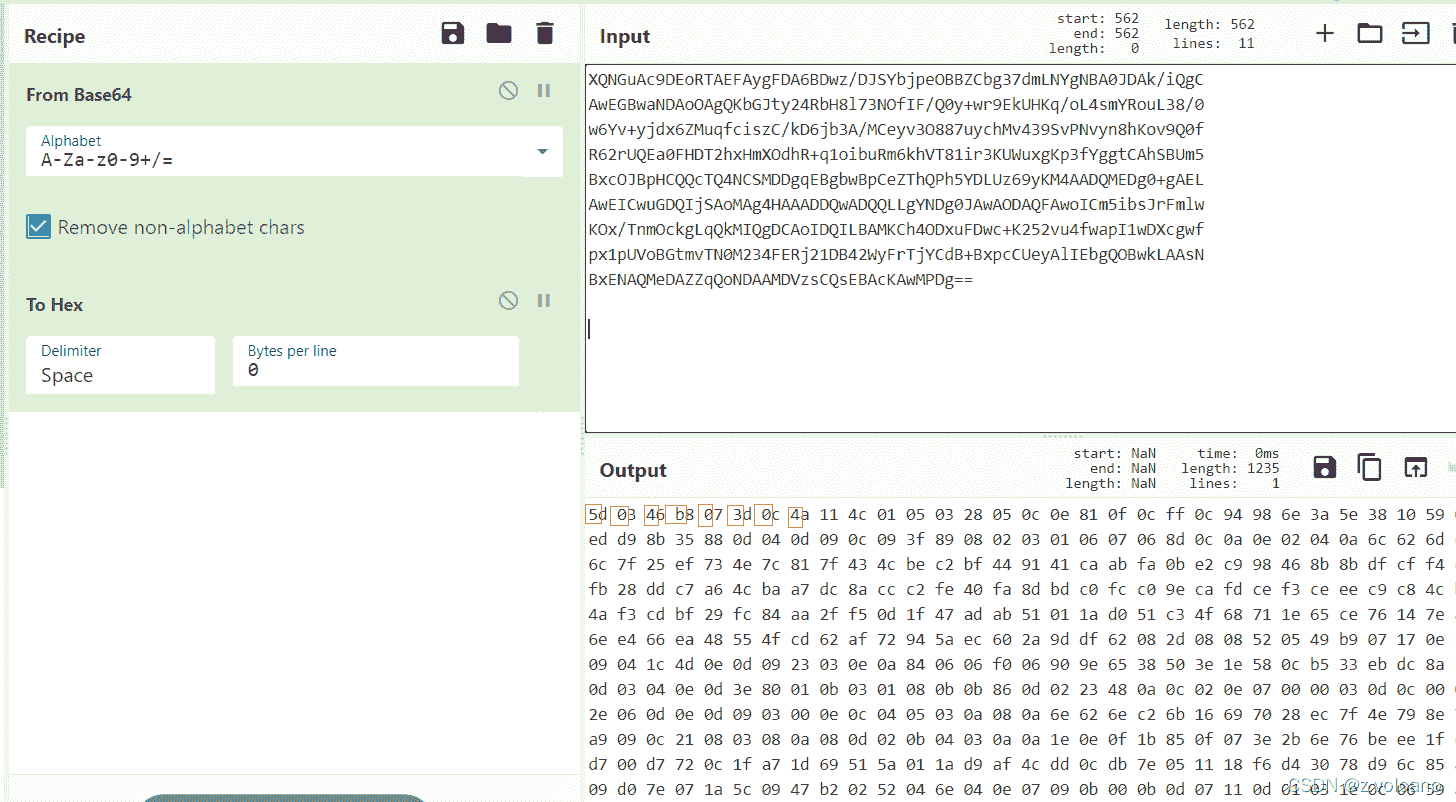 Recipe
From Base64
Alphabet
A-Za-z0-9+/=
Remove non-alphabet chars
To Hex
Delimiter
Space
Bytes per line
0
Input
start: 562
end: 562
length: 0
length: 562
lines: 11
XQNGuAc9DEoRTAEFAygFDA6BDwz/DJSYbjpeOBBZCbg37dmLNYgNBA0JDAk/iQgC
AwEGBwaNDAoOAgQKbGJty24RbH8l73NOfIF/Q0y+wr9EkUHKq/oL4smYRouL38/0
w6Yv+yjdx6ZMuqfciszC/kD6jb3A/MCeyv3O887uychMv439SvPNvyn8hKov9Q0f
R62rUQEa0FHDT2hxHmXOdhR+q1oibuRm6khVT81ir3KUWuxgKp3fYggtCAhSBUm5
BxcOJBpHCQQcTQ4NCSMDDgqEBgbwBpCeZThQPh5YDLUz69yKM4AADQMEDg0+gAEL
AwEICwuGDQIjSAoMAg4HAAADDQwADQQLLgYNDg0JAwAODAQFAwoICm5ibsJrFmlw
KOx/TnmOckgLqQkMIQgDCAoIDQILBAMKCh4ODxuFDwc+K252vu4fwapI1wDXcgwf
px1pUVoBGtmvTN0M234FERj21DB42WyFrTjYCdB+BxpcCUeyAlIEbgQOBwkLAAsN
BxENAQMeDAZZqQoNDAAMDVzsCQsEBAcKAwMPDg==
Output
start: NaN
end: NaN
length: NaN
time: 0ms
length: 1235
lines: 1
5d 03 46 b8 07 3d 0c 4a 11 4c 01 05 03 28 05 0c 0e 81 0f 0c ff 0c 94 98 6e 3a 5e 38 10 59
ed d9 8b 35 88 0d 04 0d 09 0c 09 3f 89 08 02 03 01 06 07 06 8d 0c 0a 0e 02 04 0a 6c 62 6d
6c 7f 25 ef 73 4e 7c 81 7f 43 4c be c2 bf 44 91 41 ca ab fa 0b e2 c9 98 46 8b 8b df cf f4
fb 28 dd c7 a6 4c ba a7 dc 8a cc c2 fe 40 fa 8d bd c0 fc c0 9e ca fd ce f3 ce ee c9 c8 4c
4a f3 cd bf 29 fc 84 aa 2f f5 0d 1f 47 ad ab 51 01 1a d0 51 c3 4f 68 71 1e 65 ce 76 14 7e
6e e4 66 ea 48 55 4f cd 62 af 72 94 5a ec 60 2a 9d df 62 08 2d 08 08 52 05 49 b9 07 17 0e
09 04 1c 4d 0e 0d 09 23 03 0e 0a 84 06 06 f0 06 90 9e 65 38 50 3e 1e 58 0c b5 33 eb dc 8a
0d 03 04 0e 0d 3e 80 01 0b 03 01 08 0b 0b 86 0d 02 23 48 0a 0c 02 0e 07 00 00 03 0d 0c 00
2e 06 0d 0e 0d 09 03 00 0e 0c 04 05 03 0a 08 0a 6e 62 6e c2 6b 16 69 70 28 ec 7f 4e 79 8e
a9 09 0c 21 08 03 08 0a 08 0d 02 0b 04 03 0a 0a 1e 0e 0f 1b 85 0f 07 3e 2b 6e 76 be ee 1f
d7 00 d7 72 0c 1f a7 1d 69 51 5a 01 1a d9 af 4c dd 0c db 7e 05 11 18 f6 d4 30 78 d9 6c 85
09 d0 7e 07 1a 5c 09 47 b2 02 52 04 6e 04 0e 07 09 0b 00 0b 0d 07 11 0d 01 03 1e 0c 06 59
CSDN @z.volcano